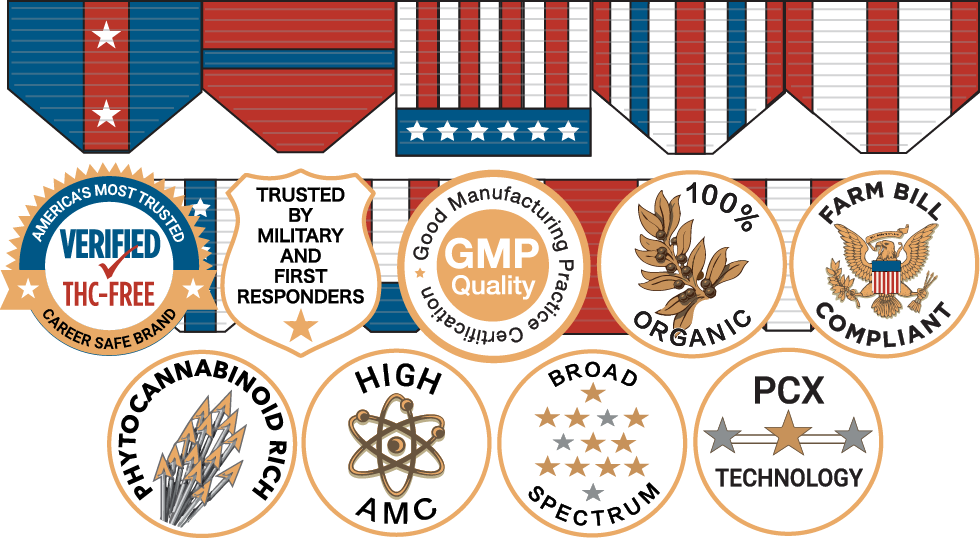 AMERICA'S MOST TRUSTED
VERIFIED
THC-FREE
CAREER SAFE BRAND
TRUSTED
BY
MILITARY
AND
FIRST
RESPONDERS
Good Manufacturing Practice Certification
GMP
Quality
100%
ORGANIC
FARM BILL
COMPLIANT
PHYTOCANNABINOID RICH
HIGH
AMC
BROAD
SPECTRUM
PCX
TECHNOLOGY